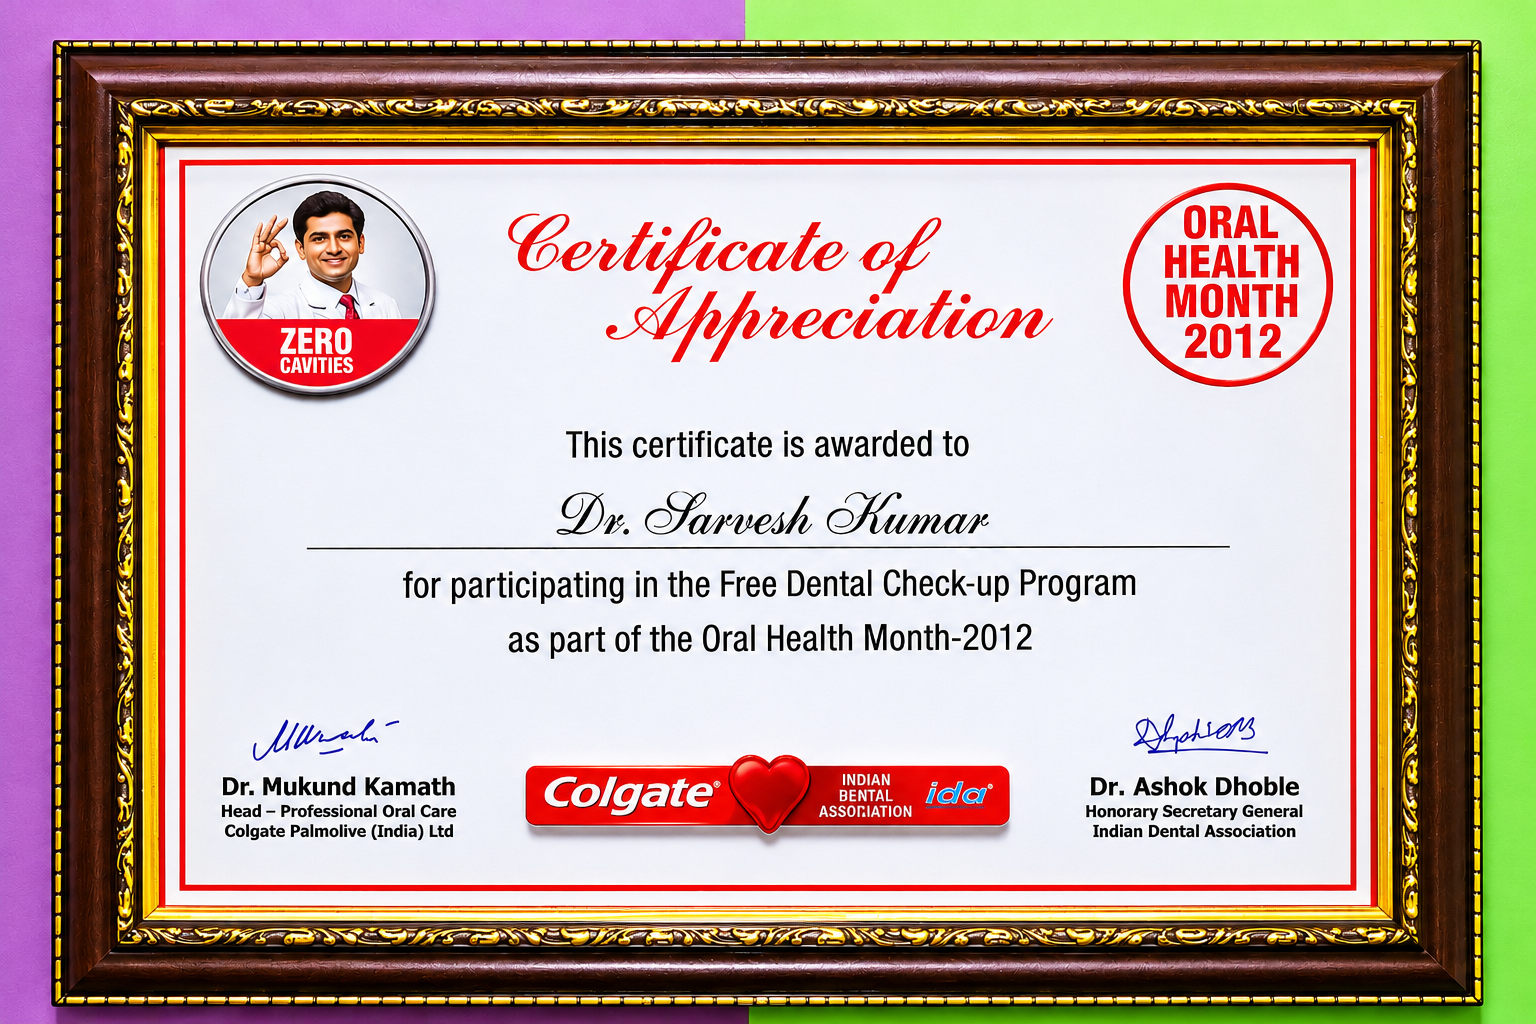 Certificate of
Appreciation
ZERO
CAVITIES
ORAL
HEALTH
MONTH
2012
This certificate is awarded to
Dr. Sarvesh Kumar
for participating in the Free Dental Check-up Program
as part of the Oral Health Month-2012
Dr. Mukund Kamath
Head – Professional Oral Care
Colgate Palmolive (India) Ltd
Colgate®
INDIAN
BENTAL
ASSOCIATION
ida®
Dr. Ashok Dhoble
Honorary Secretary General
Indian Dental Association